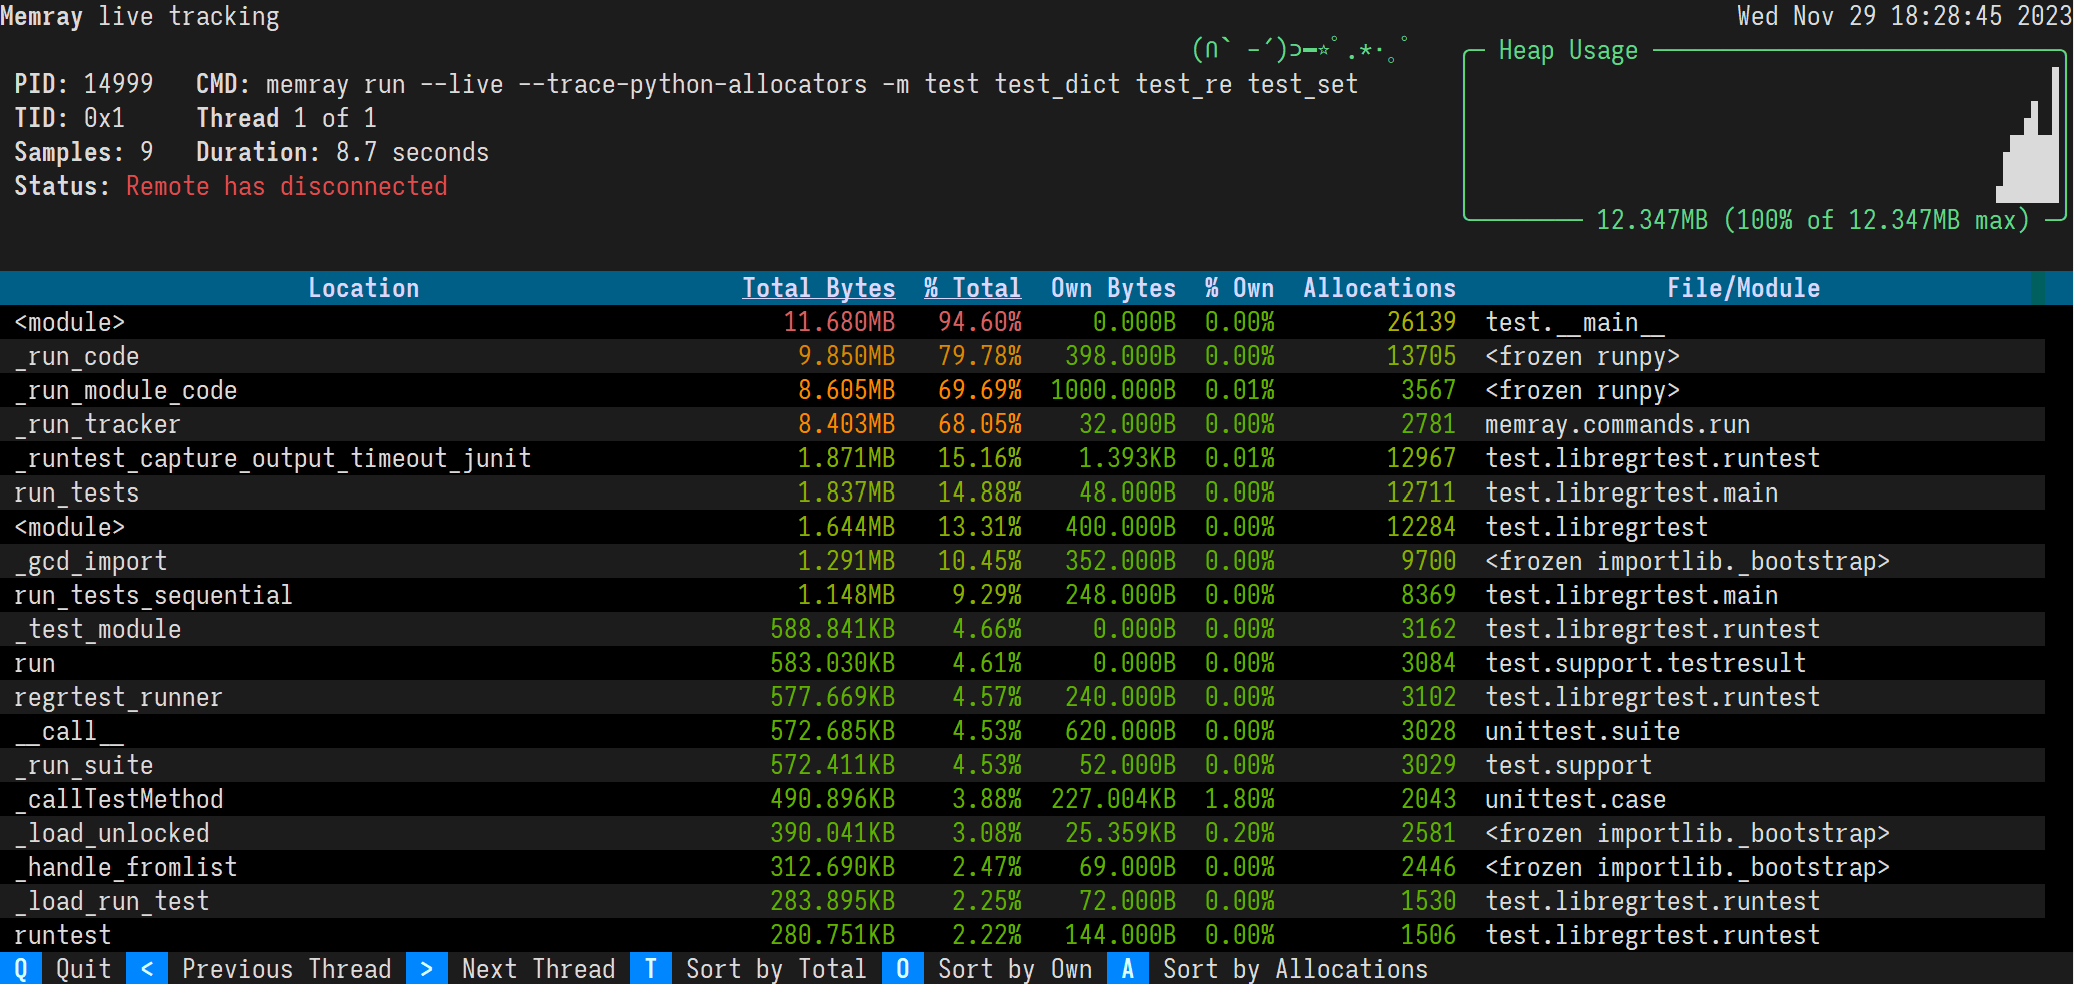 Memray live tracking Wed Nov 29 18:28:45 2023
(∩`-´)⊃━☆ﾟ.*･｡ﾟ Heap Usage
PID: 14999 CMD: memray run --live --trace-python-allocators -m test test_dict test_re test_set
TID: 0x1 Thread 1 of 1
Samples: 9 Duration: 8.7 seconds
Status: Remote has disconnected
12.347MB (100% of 12.347MB max)
Location Total Bytes % Total Own Bytes % Own Allocations File/Module
<module> 11.680MB 94.60% 0.000B 0.00% 26139 test.__main__
_run_code 9.850MB 79.78% 398.000B 0.00% 13705 <frozen runpy>
_run_module_code 8.605MB 69.69% 1000.000B 0.01% 3567 <frozen runpy>
_run_tracker 8.403MB 68.05% 32.000B 0.00% 2781 memray.commands.run
_runtest_capture_output_timeout_junit 1.871MB 15.16% 1.393KB 0.01% 12967 test.libregrtest.runtest
run_tests 1.837MB 14.88% 48.000B 0.00% 12711 test.libregrtest.main
<module> 1.644MB 13.31% 400.000B 0.00% 12284 test.libregrtest
_gcd_import 1.291MB 10.45% 352.000B 0.00% 9700 <frozen importlib._bootstrap>
run_tests_sequential 1.148MB 9.29% 248.000B 0.00% 8369 test.libregrtest.main
_test_module 588.841KB 4.66% 0.000B 0.00% 3162 test.libregrtest.runtest
run 583.030KB 4.61% 0.000B 0.00% 3084 test.support.testresult
regrtest_runner 577.669KB 4.57% 240.000B 0.00% 3102 test.libregrtest.runtest
__call__ 572.685KB 4.53% 620.000B 0.00% 3028 unittest.suite
_run_suite 572.411KB 4.53% 52.000B 0.00% 3029 test.support
_callTestMethod 490.896KB 3.88% 227.004KB 1.80% 2043 unittest.case
_load_unlocked 390.041KB 3.08% 25.359KB 0.20% 2581 <frozen importlib._bootstrap>
_handle_fromlist 312.690KB 2.47% 69.000B 0.00% 2446 <frozen importlib._bootstrap>
_load_run_test 283.895KB 2.25% 72.000B 0.00% 1530 test.libregrtest.runtest
runtest 280.751KB 2.22% 144.000B 0.00% 1506 test.libregrtest.runtest
Q Quit < Previous Thread > Next Thread T Sort by Total O Sort by Own A Sort by Allocations